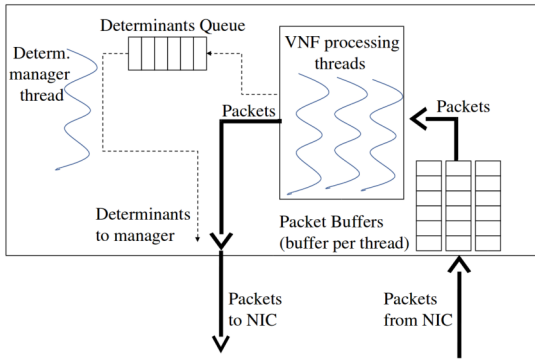 Determinants Queue
Determ.
manager
thread
VNF processing
threads
Packets
Packets
Determinants
to manager
Packet Buffers
(buffer per thread)
Packets
to NIC
Packets
from NIC